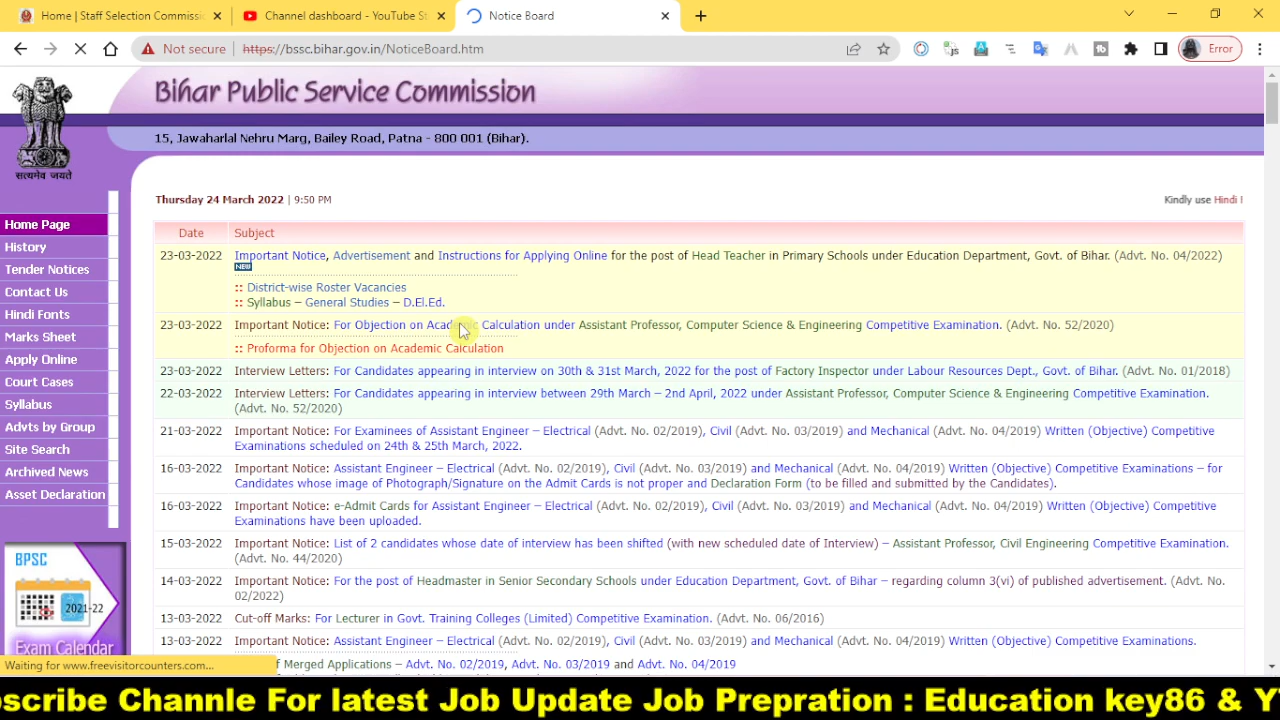 Home | Staff Selection Commissi
Channel dashboard - YouTube St
Notice Board
Not secure
https://bssc.bihar.gov.in/NoticeBoard.htm
Error
Bihar Public Service Commission
15, Jawaharlal Nehru Marg, Bailey Road, Patna - 800 001 (Bihar).
सत्यमेव जयते
Thursday 24 March 2022 | 9:50 PM
Kindly use Hindi !
Home Page
History
Tender Notices
Contact Us
Hindi Fonts
Marks Sheet
Apply Online
Court Cases
Syllabus
Advts by Group
Site Search
Archived News
Asset Declaration
BPSC
2021-22
Exam Calendar
Date Subject
23-03-2022 Important Notice, Advertisement and Instructions for Applying Online for the post of Head Teacher in Primary Schools under Education Department, Govt. of Bihar. (Advt. No. 04/2022)
NEW
:: District-wise Roster Vacancies
:: Syllabus – General Studies – D.El.Ed.
23-03-2022 Important Notice: For Objection on Academic Calculation under Assistant Professor, Computer Science & Engineering Competitive Examination. (Advt. No. 52/2020)
:: Proforma for Objection on Academic Calculation
23-03-2022 Interview Letters: For Candidates appearing in interview on 30th & 31st March, 2022 for the post of Factory Inspector under Labour Resources Dept., Govt. of Bihar. (Advt. No. 01/2018)
22-03-2022 Interview Letters: For Candidates appearing in interview between 29th March – 2nd April, 2022 under Assistant Professor, Computer Science & Engineering Competitive Examination.
(Advt. No. 52/2020)
21-03-2022 Important Notice: For Examinees of Assistant Engineer – Electrical (Advt. No. 02/2019), Civil (Advt. No. 03/2019) and Mechanical (Advt. No. 04/2019) Written (Objective) Competitive
Examinations scheduled on 24th & 25th March, 2022.
16-03-2022 Important Notice: Assistant Engineer – Electrical (Advt. No. 02/2019), Civil (Advt. No. 03/2019) and Mechanical (Advt. No. 04/2019) Written (Objective) Competitive Examinations – for
Candidates whose image of Photograph/Signature on the Admit Cards is not proper and Declaration Form (to be filled and submitted by the Candidates).
16-03-2022 Important Notice: e-Admit Cards for Assistant Engineer – Electrical (Advt. No. 02/2019), Civil (Advt. No. 03/2019) and Mechanical (Advt. No. 04/2019) Written (Objective) Competitive
Examinations have been uploaded.
15-03-2022 Important Notice: List of 2 candidates whose date of interview has been shifted (with new scheduled date of Interview) – Assistant Professor, Civil Engineering Competitive Examination.
(Advt. No. 44/2020)
14-03-2022 Important Notice: For the post of Headmaster in Senior Secondary Schools under Education Department, Govt. of Bihar – regarding column 3(vi) of published advertisement. (Advt. No.
02/2022)
13-03-2022 Cut-off Marks: For Lecturer in Govt. Training Colleges (Limited) Competitive Examination. (Advt. No. 06/2016)
13-03-2022 Important Notice: Assistant Engineer – Electrical (Advt. No. 02/2019), Civil (Advt. No. 03/2019) and Mechanical (Advt. No. 04/2019) Written (Objective) Competitive Examinations.
of Merged Applications – Advt. No. 02/2019, Advt. No. 03/2019 and Advt. No. 04/2019
Waiting for www.freevisitorcounters.com...
bscribe Channle For latest Job Update Job Prepration : Education key86 & Y